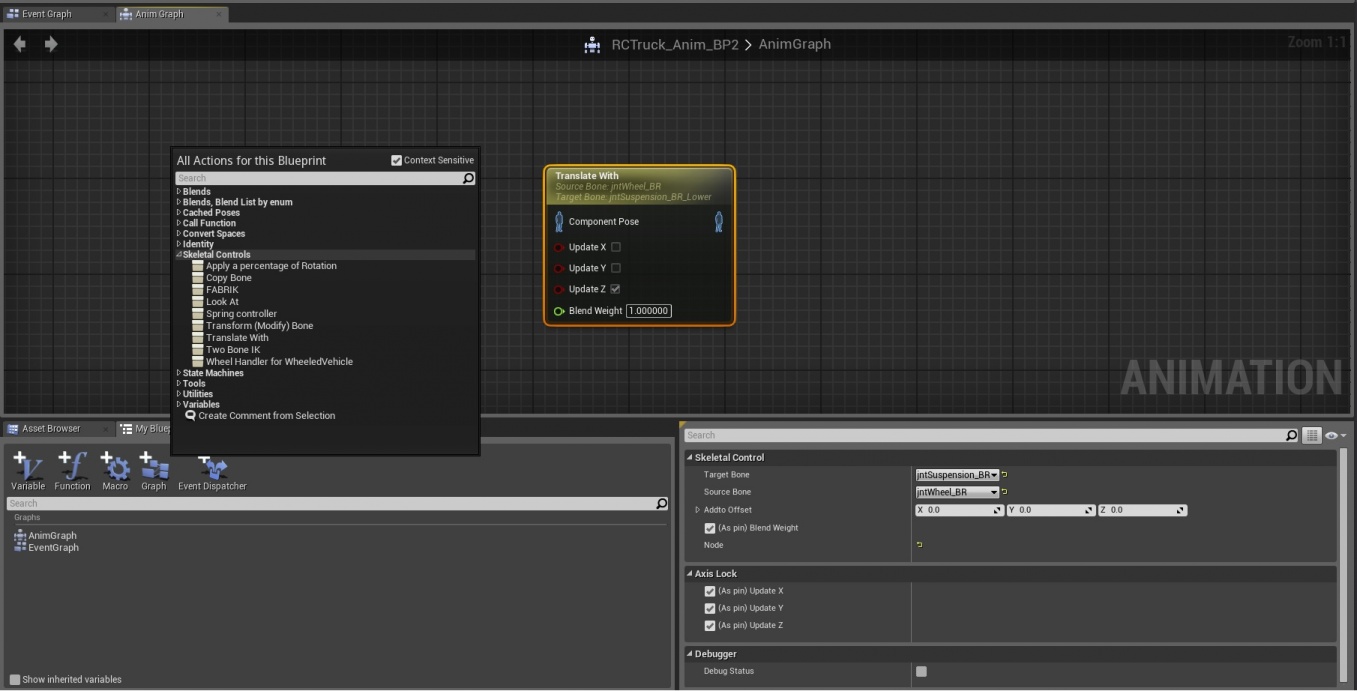 Event Graph
Anim Graph
RCTruck_Anim_BP2 > AnimGraph
Zoom 1:1
All Actions for this Blueprint
Context Sensitive
Search
Blends
Blends, Blend List by enum
Cached Poses
Call Function
Convert Spaces
Identity
Skeletal Controls
Apply a percentage of Rotation
Copy Bone
FABRIK
Look At
Spring controller
Transform (Modify) Bone
Translate With
Two Bone IK
Wheel Handler for WheeledVehicle
State Machines
Tools
Utilities
Variables
Create Comment from Selection
Translate With
Source Bone: jntWheel_BR
Target Bone: jntSuspension_BR_Lower
Component Pose
Update X
Update Y
Update Z
Blend Weight 1.000000
ANIMATION
Asset Browser
My Blue
Variable
Function
Macro
Graph
Event Dispatcher
Search
Graphs
AnimGraph
EventGraph
Show inherited variables
Search
Skeletal Control
Target Bone jntSuspension_BR
Source Bone jntWheel_BR
Addto Offset X 0.0 Y 0.0 Z 0.0
(As pin) Blend Weight
Node
Axis Lock
(As pin) Update X
(As pin) Update Y
(As pin) Update Z
Debugger
Debug Status